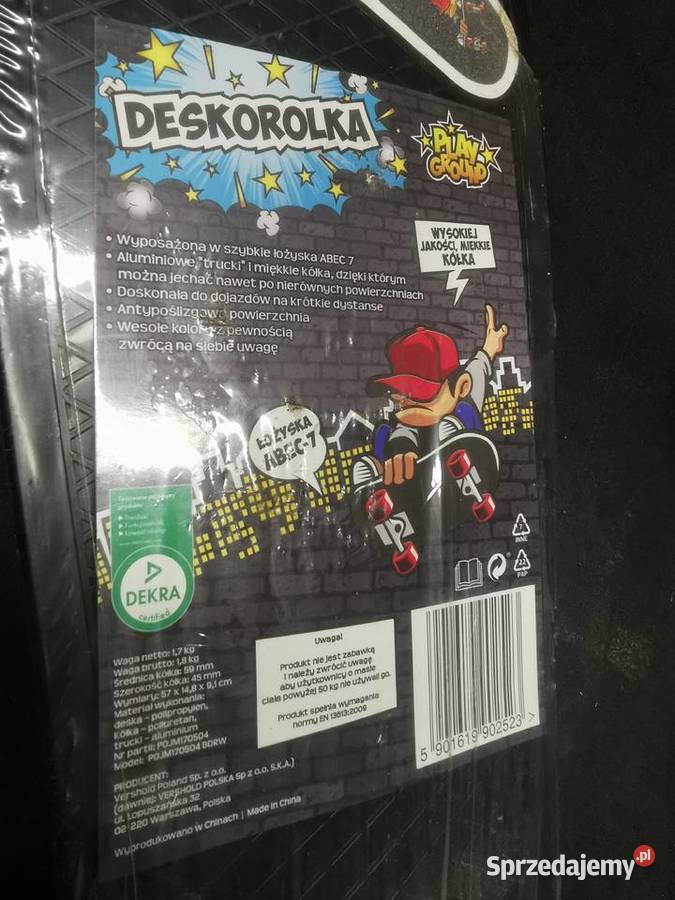 DESKOROLKA
PLAY
GROUND
WYSOKIEJ
JAKOŚCI, MIĘKKIE
KÓŁKA
• Wyposażona w szybkie łożyska ABEC 7
• Aluminiowe "trucki" i miękkie kółka, dzięki którym
można jechać nawet po nierównych powierzchniach
• Doskonała do dojazdów na krótkie dystanse
• Antypoślizgowa powierzchnia
• Wesołe kolory z pewnością
zwrócą na siebie uwagę
ŁOŻYSKA
ABEC-7
DEKRA
certified
7
INNE
22
PAP
Waga netto: 1,7 kg
Waga brutto: 1,8 kg
Średnica kółka: 59 mm
Szerokość kółka: 45 mm
Wymiary: 57 x 14,8 x 9,1 cm
Materiał wykonania:
deska - polipropylen,
kółka - poliuretan,
trucki - aluminium
Nr partii: POJM170504
Model: POJM170504 BDRW
Uwaga!
Produkt nie jest zabawką
i należy zwrócić uwagę
aby użytkownicy o masie
ciała powyżej 50 kg nie używali go.
Produkt spełnia wymagania
normy EN 13613:2009
5 901619 902523 >
PRODUCENT:
Vershold Poland Sp. z o.o.
(dawniej: VERSHOLD POLSKA Sp z o.o. S.K.A.)
ul. Łopuszańska 32
02-220 Warszawa, Polska
Wyprodukowano w Chinach | Made in China
Sprzedajemy.pl